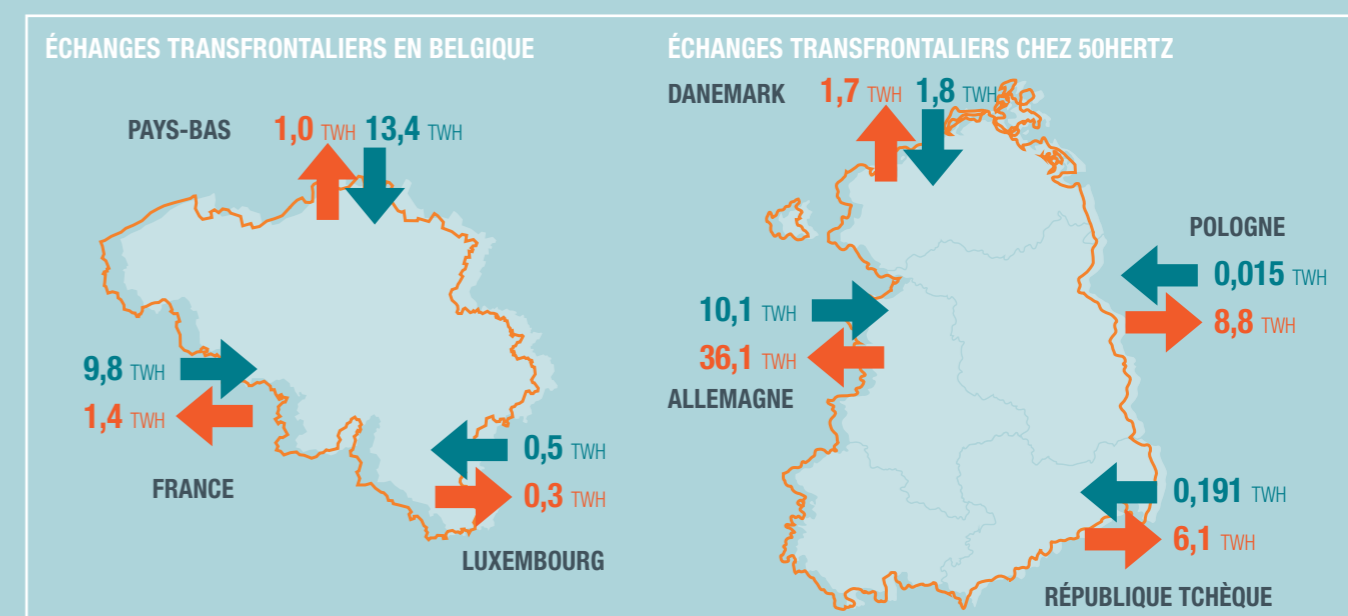 ÉCHANGES TRANSFRONTALIERS EN BELGIQUE
PAYS-BAS
1,0 TWH 13,4 TWH
9,8 TWH
1,4 TWH
FRANCE
0,5 TWH
0,3 TWH
LUXEMBOURG
ÉCHANGES TRANSFRONTALIERS CHEZ 50HERTZ
DANEMARK 1,7 TWH 1,8 TWH
POLOGNE
0,015 TWH
8,8 TWH
10,1 TWH
36,1 TWH
ALLEMAGNE
0,191 TWH
6,1 TWH
RÉPUBLIQUE TCHÈQUE